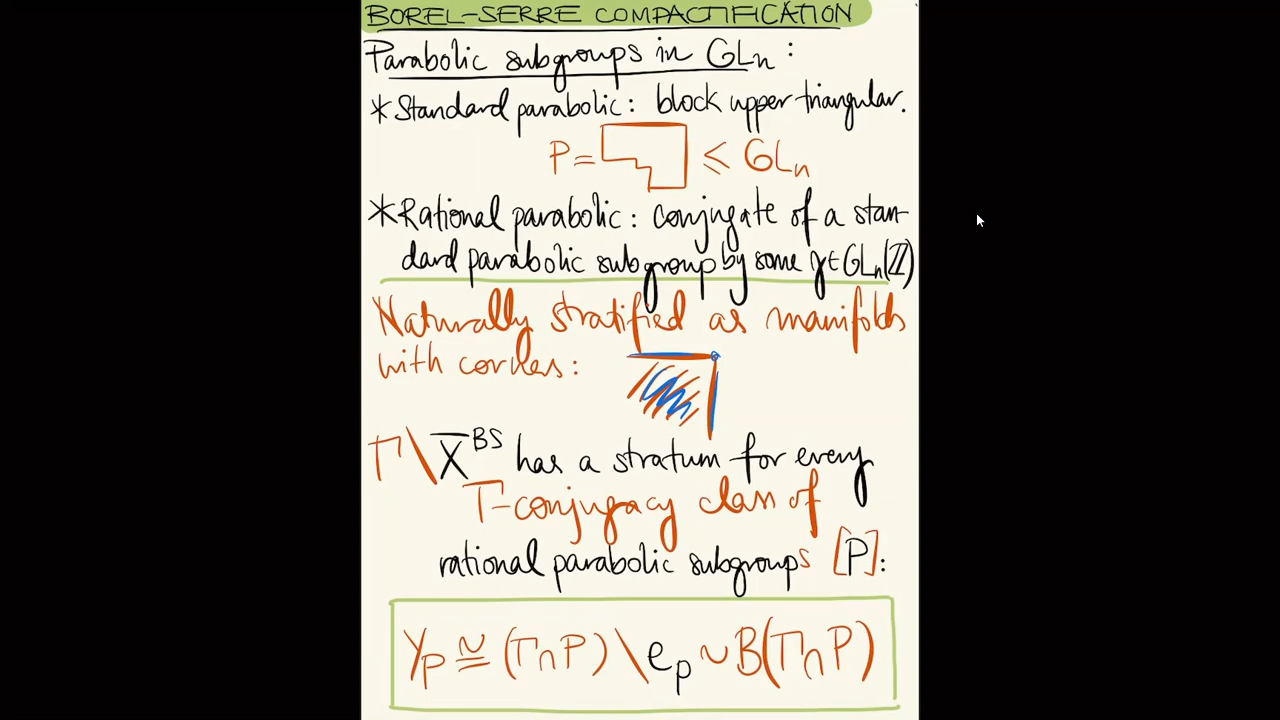 BOREL-SERRE COMPACTIFICATION
Parabolic subgroups in GLn:
* Standard parabolic: block upper triangular.
P= ≤ GLn
* Rational parabolic: conjugate of a stan-
dard parabolic subgroup by some γ∈GLn(ℤ)
Naturally stratified as manifolds
with corners:
Γ\X̅^BS has a stratum for every
Γ-conjugacy class of
rational parabolic subgroups [P]:
Y_P ≅ (Γ∩P)\e_P ~ B(Γ∩P)